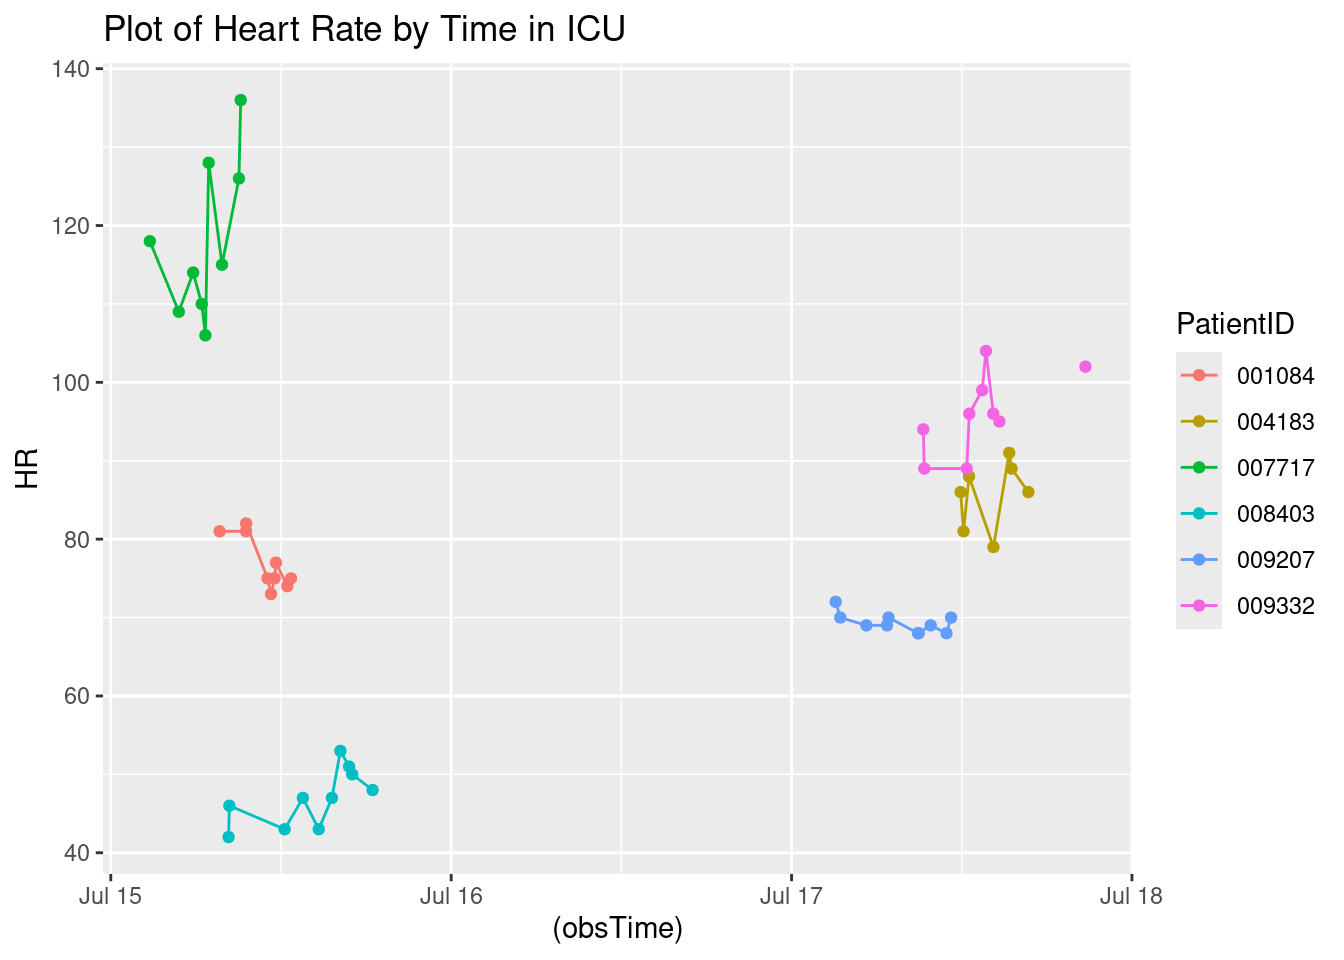 Plot of Heart Rate by Time in ICU
140
120
100
80
60
40
HR
Jul 15
Jul 16
Jul 17
Jul 18
(obsTime)
PatientID
001084
004183
007717
008403
009207
009332